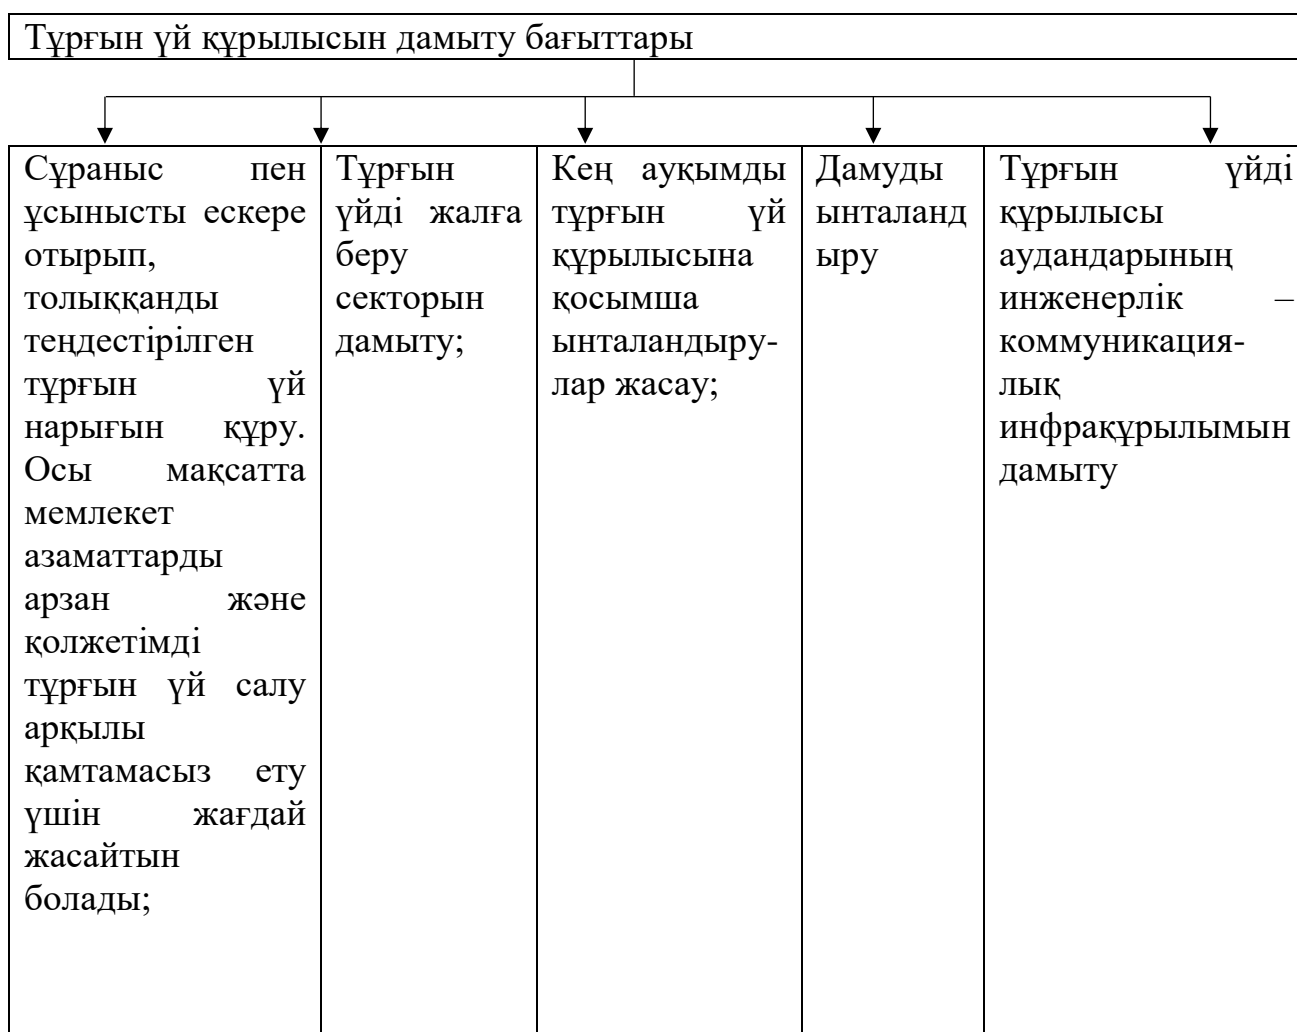 Тұрғын үй құрылысын дамыту бағыттары
Сұраныс пен
ұсынысты ескере
отырып,
толыққанды
теңдестірілген
тұрғын үй
нарығын құру.
Осы мақсатта
мемлекет
азаматтарды
арзан және
қолжетімді
тұрғын үй салу
арқылы
қамтамасыз ету
үшін жағдай
жасайтын
болады;
Тұрғын
үйді жалға
беру
секторын
дамыту;
Кең ауқымды
тұрғын үй
құрылысына
қосымша
ынталандыру-
лар жасау;
Дамуды
ынталанд
ыру
Тұрғын үйді
құрылысы
аудандарының
инженерлік –
коммуникация-
лық
инфрақұрылымын
дамыту